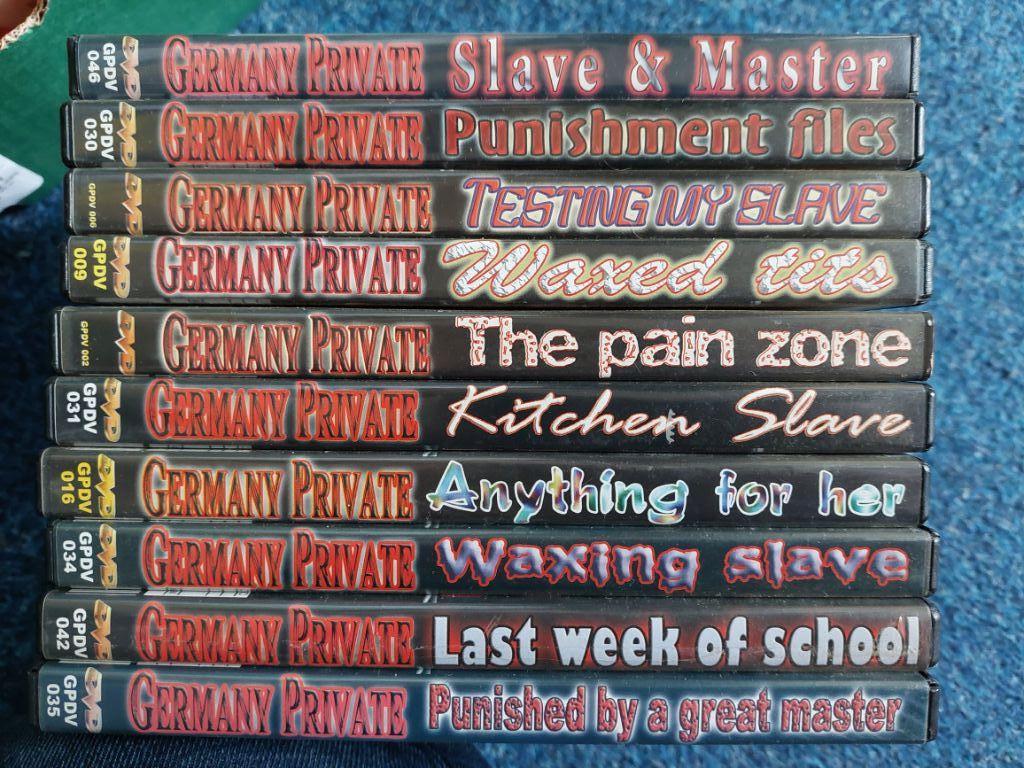 GPDV 046 DVD GERMANY PRIVATE Slave & Master
GPDV 030 DVD GERMANY PRIVATE Punishment files
GPDV 006 DVD GERMANY PRIVATE TESTING MY SLAVE
GPDV 009 DVD GERMANY PRIVATE Waxed tits
GPDV 002 DVD GERMANY PRIVATE The pain zone
GPDV 031 DVD GERMANY PRIVATE Kitchen Slave
GPDV 016 DVD GERMANY PRIVATE Anything for her
GPDV 034 DVD GERMANY PRIVATE Waxing slave
GPDV 042 DVD GERMANY PRIVATE Last week of school
GPDV 035 DVD GERMANY PRIVATE Punished by a great master